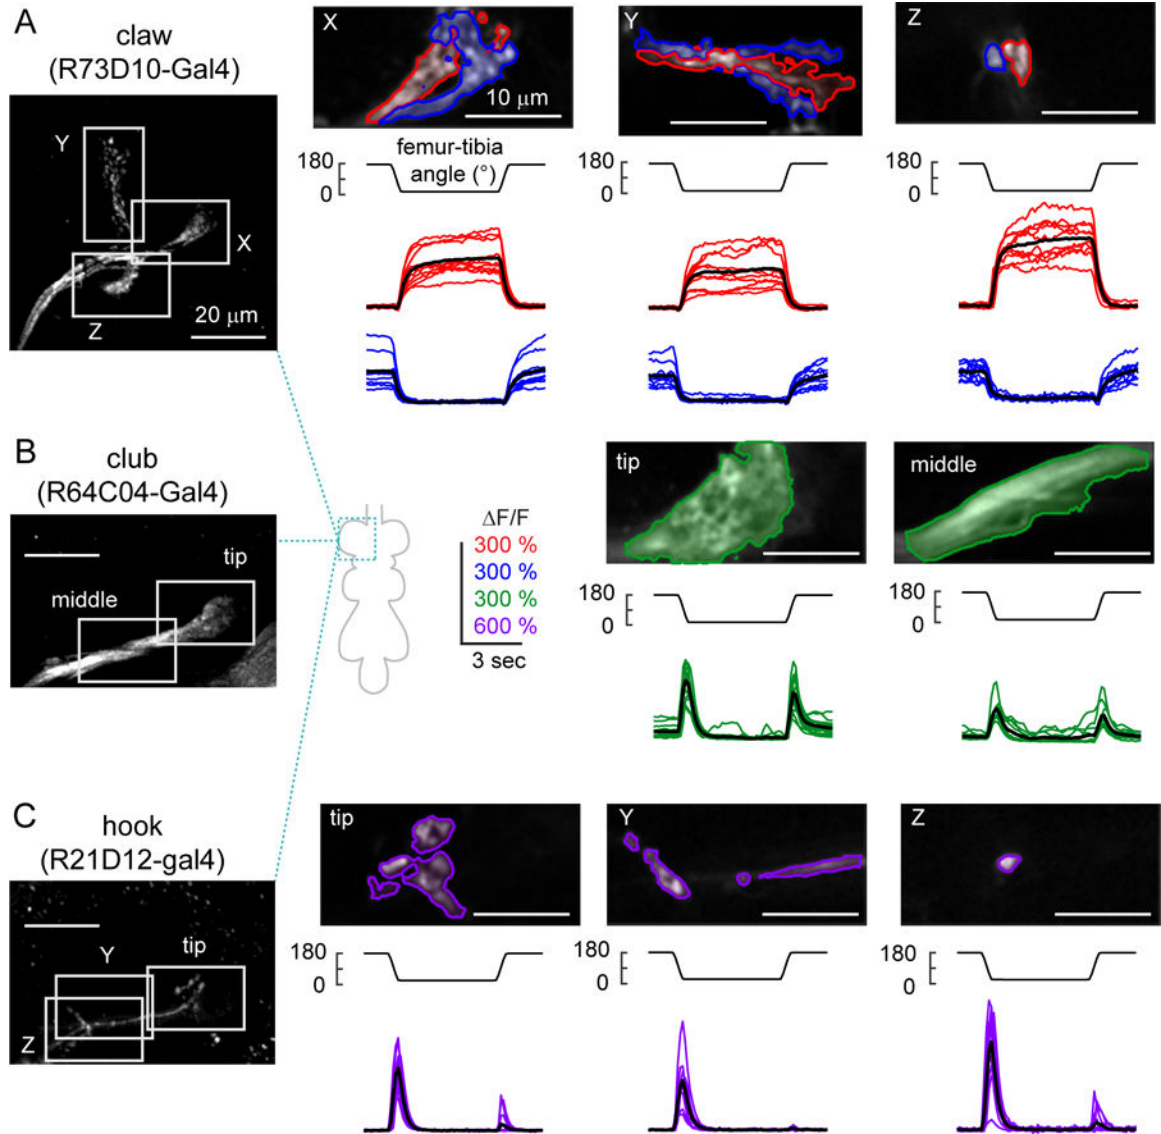 A
claw
(R73D10-Gal4)
Y
X
Z
20 μm
X
10 μm
Y
Z
180
0
femur-tibia
angle (°)
180
0
180
0
B
club
(R64C04-Gal4)
middle
tip
ΔF/F
300 %
300 %
300 %
600 %
3 sec
tip
middle
180
0
180
0
C
hook
(R21D12-gal4)
Y
tip
Z
tip
Y
Z
180
0
180
0
180
0